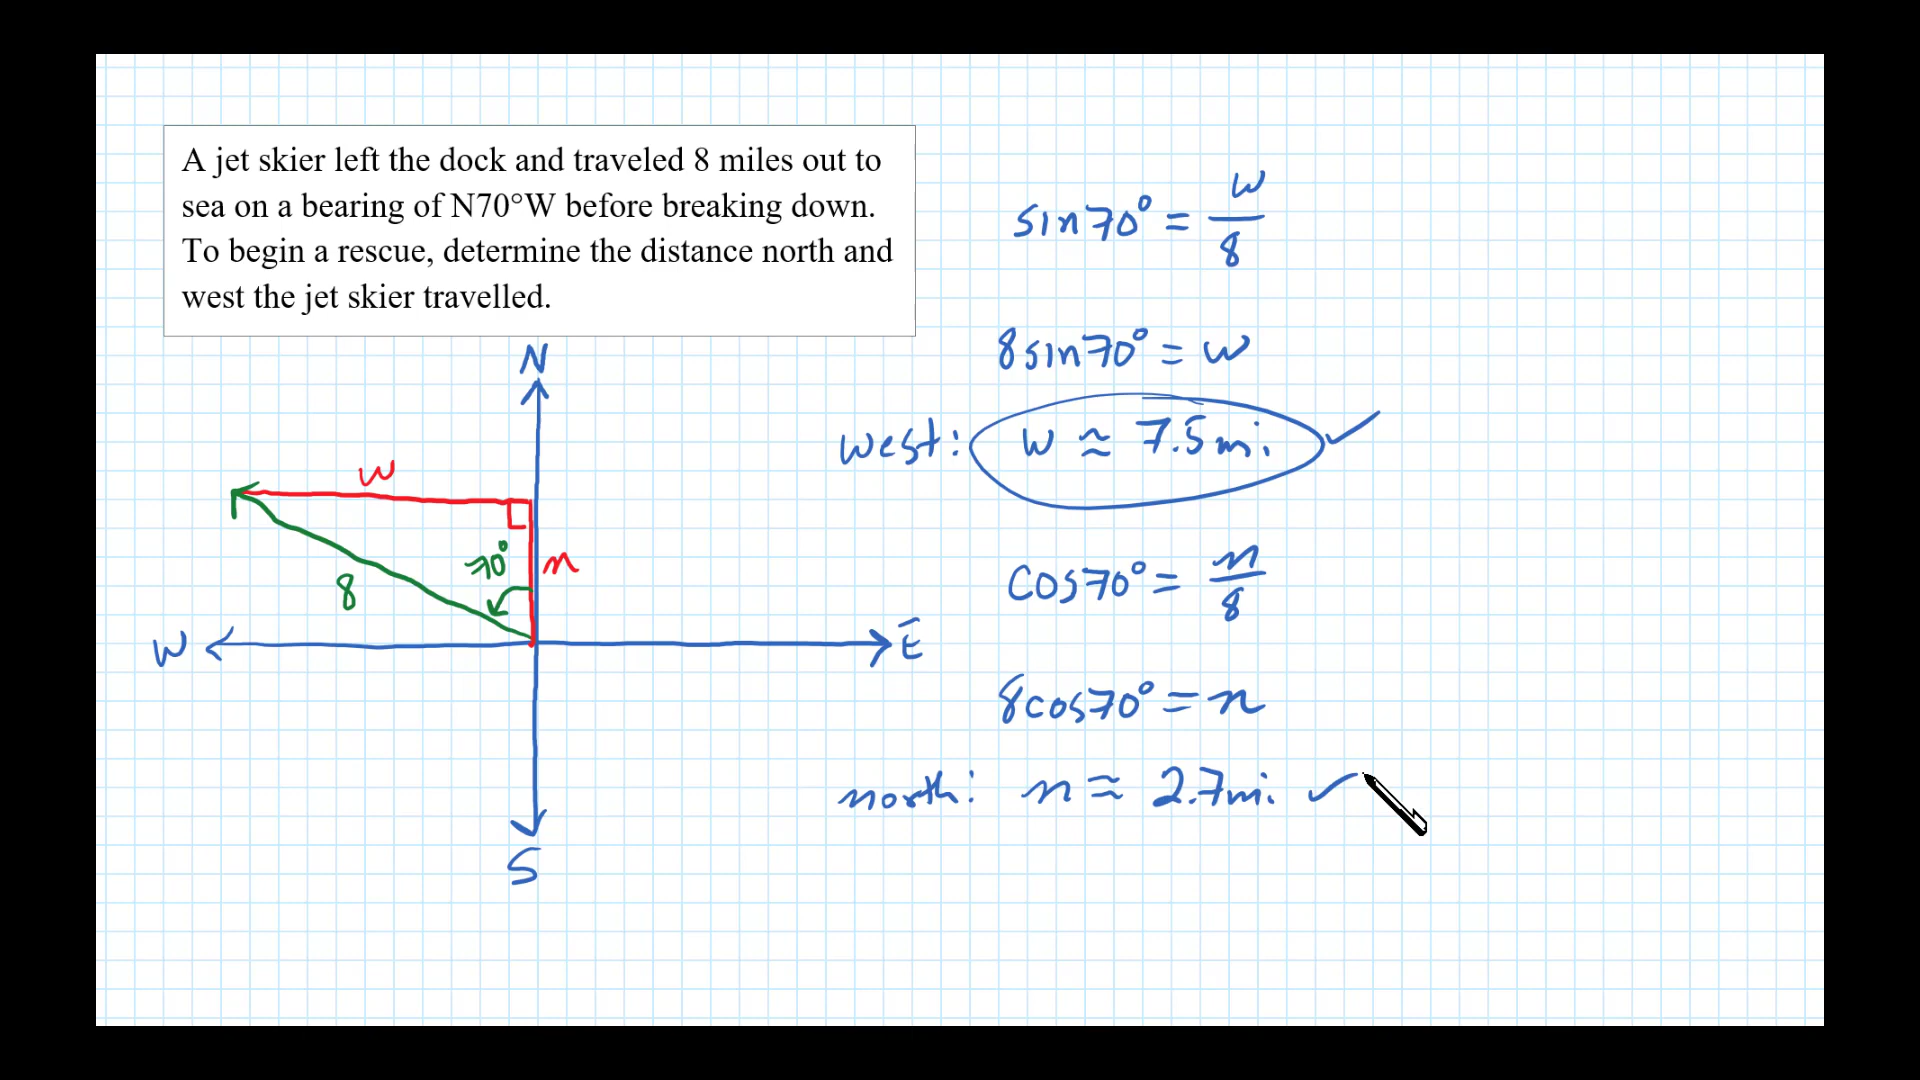 A jet skier left the dock and traveled 8 miles out to
sea on a bearing of N70°W before breaking down.
To begin a rescue, determine the distance north and
west the jet skier travelled.
N
w
70°
n
8
W
E
S
sin70° = w/8
8sin70° = w
west: w ≈ 7.5mi.
cos70° = n/8
8cos70° = n
north: n ≈ 2.7mi.